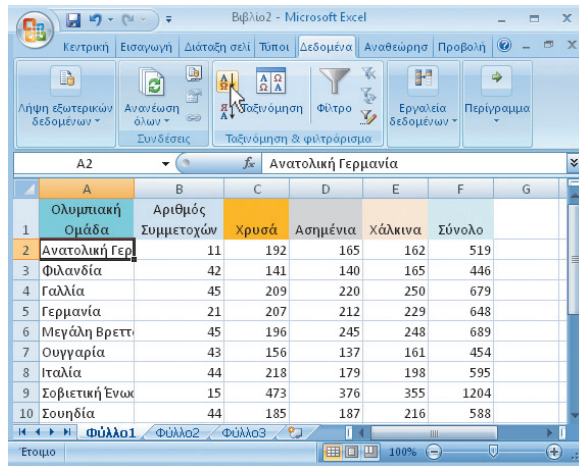 Βιβλίο2 - Microsoft Excel
Κεντρική Εισαγωγή Διάταξη σελί Τύποι Δεδομένα Αναθεώρησ Προβολή
Λήψη εξωτερικών δεδομένων
Ανανέωση όλων
Ταξινόμηση
Φίλτρο
Εργαλεία δεδομένων
Περίγραμμα
Συνδέσεις
Ταξινόμηση & φιλτράρισμα
A2 fx Ανατολική Γερμανία
A B C D E F G
1 Ολυμπιακή Ομάδα Αριθμός Συμμετοχών Χρυσά Ασημένια Χάλκινα Σύνολο
2 Ανατολική Γερ 11 192 165 162 519
3 Φιλανδία 42 141 140 165 446
4 Γαλλία 45 209 220 250 679
5 Γερμανία 21 207 212 229 648
6 Μεγάλη Βρεττ 45 196 245 248 689
7 Ουγγαρία 43 156 137 161 454
8 Ιταλία 44 218 179 198 595
9 Σοβιετική Ένωσ 15 473 376 355 1204
10 Σουηδία 44 185 187 216 588
Φύλλο1 Φύλλο2 Φύλλο3
Έτοιμο 100%